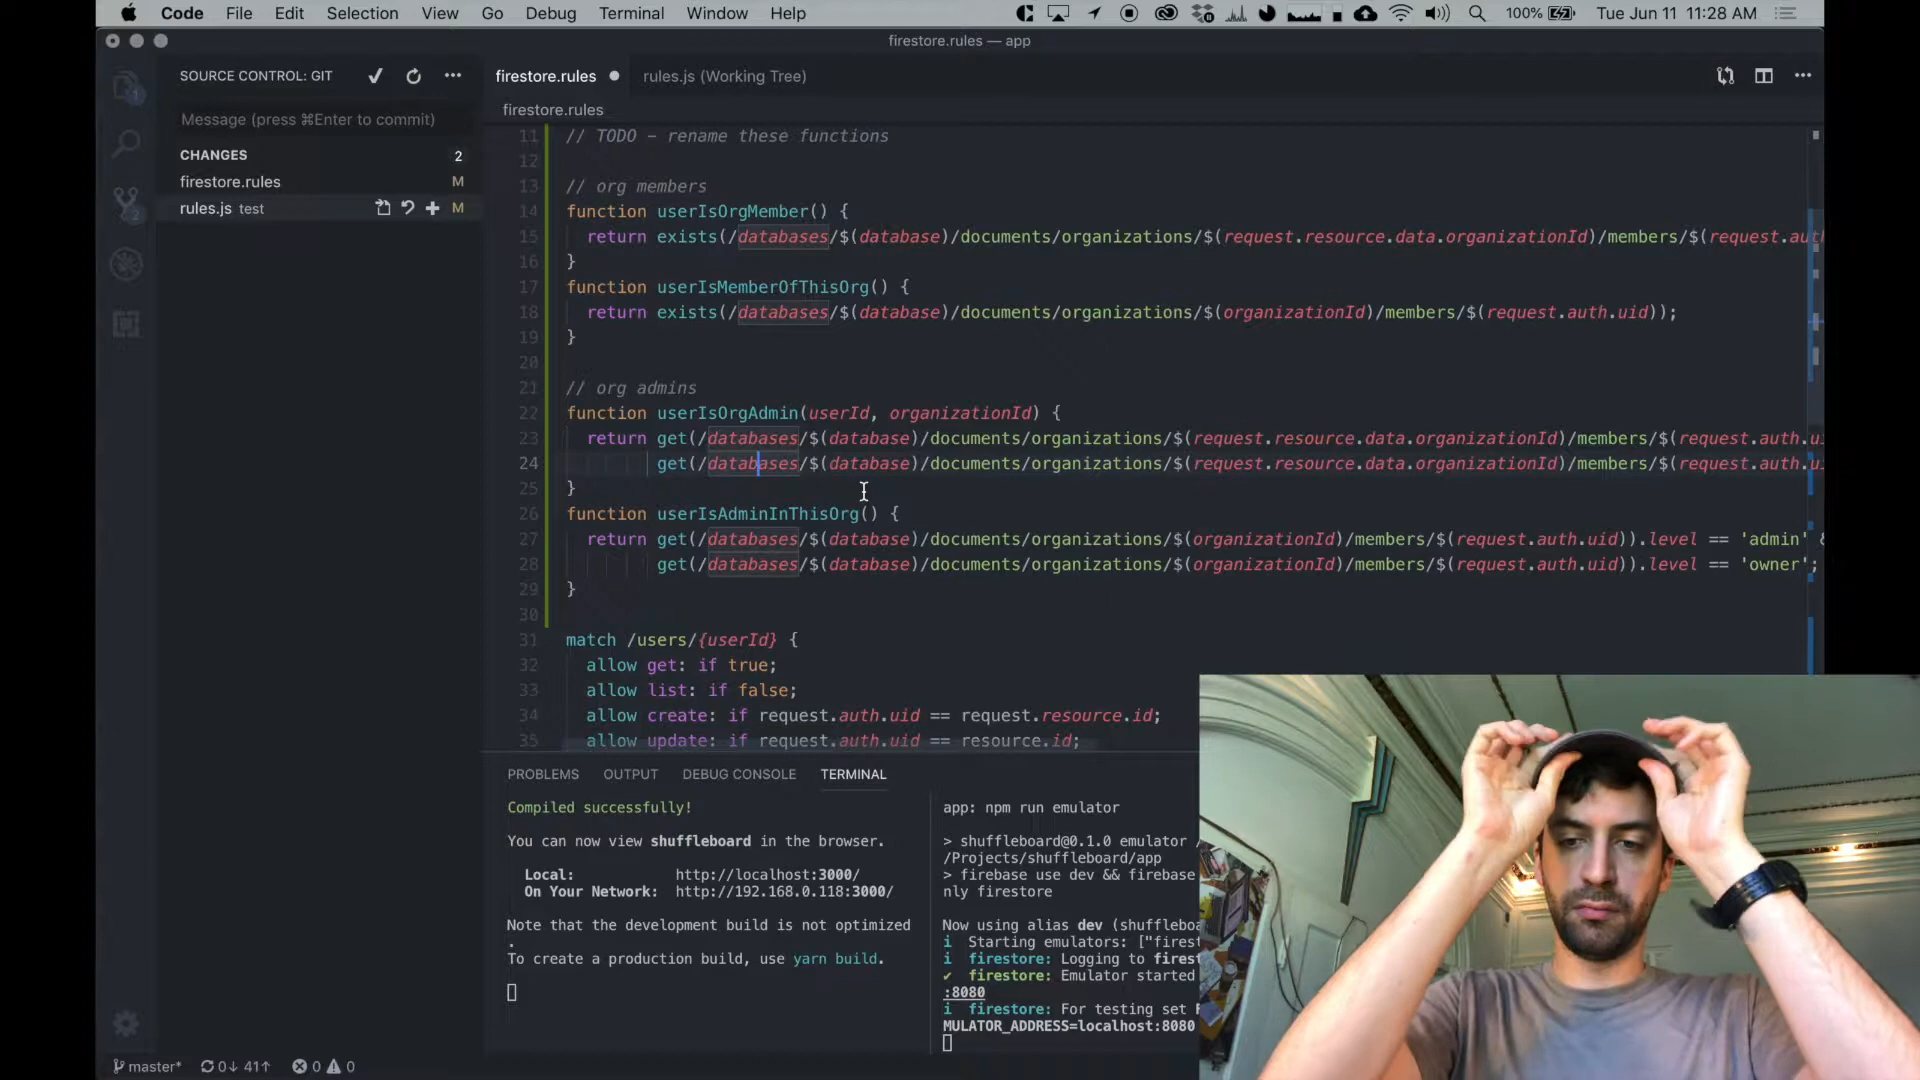 Code File Edit Selection View Go Debug Terminal Window Help 100% Tue Jun 11 11:28 AM
firestore.rules — app
SOURCE CONTROL: GIT
firestore.rules
rules.js (Working Tree)
Message (press ⌘Enter to commit)
CHANGES 2
firestore.rules M
rules.js test M
1
2
firestore.rules
11 // TODO - rename these functions
12
13 // org members
14 function userIsOrgMember() {
15 return exists(/databases/$(database)/documents/organizations/$(request.resource.data.organizationId)/members/$(request.aut
16 }
17 function userIsMemberOfThisOrg() {
18 return exists(/databases/$(database)/documents/organizations/$(organizationId)/members/$(request.auth.uid));
19 }
20
21 // org admins
22 function userIsOrgAdmin(userId, organizationId) {
23 return get(/databases/$(database)/documents/organizations/$(request.resource.data.organizationId)/members/$(request.auth.u
24 get(/databases/$(database)/documents/organizations/$(request.resource.data.organizationId)/members/$(request.auth.u
25 }
26 function userIsAdminInThisOrg() {
27 return get(/databases/$(database)/documents/organizations/$(organizationId)/members/$(request.auth.uid)).level == 'admin' &
28 get(/databases/$(database)/documents/organizations/$(organizationId)/members/$(request.auth.uid)).level == 'owner';
29 }
30
31 match /users/{userId} {
32 allow get: if true;
33 allow list: if false;
34 allow create: if request.auth.uid == request.resource.id;
35 allow update: if request.auth.uid == resource.id;
PROBLEMS OUTPUT DEBUG CONSOLE TERMINAL
Compiled successfully!
You can now view shuffleboard in the browser.
Local: http://localhost:3000/
On Your Network: http://192.168.0.118:3000/
Note that the development build is not optimized
.
To create a production build, use yarn build.
app: npm run emulator
> shuffleboard@0.1.0 emulator /
/Projects/shuffleboard/app
> firebase use dev && firebase
nly firestore
Now using alias dev (shufflebo
i firestore: Logging to firest
i Starting emulators: ["firest
✔ firestore: Emulator started
:8080
i firestore: For testing set F
MULATOR_ADDRESS=localhost:8080
master* 0↓ 41↑ 0 0